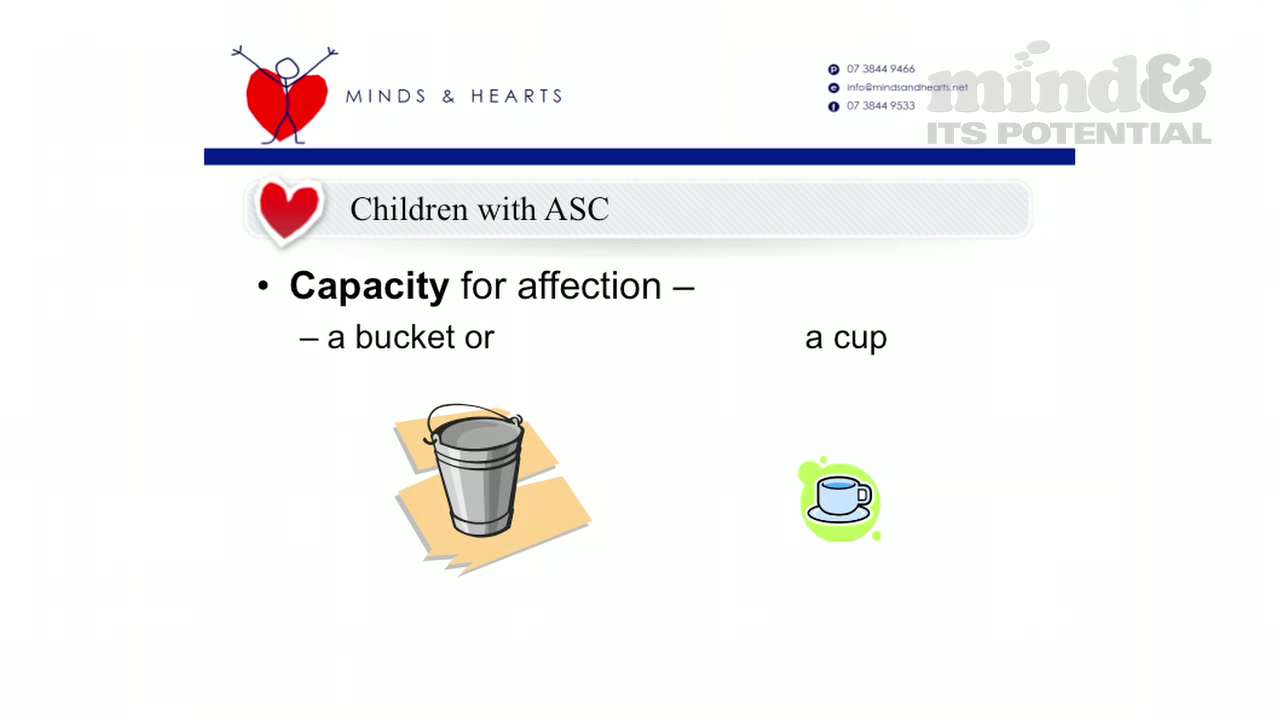 MINDS & HEARTS
07 3844 9466
info@mindsandhearts.net
07 3844 9533
mind&
ITS POTENTIAL
Children with ASC
• Capacity for affection –
– a bucket or a cup